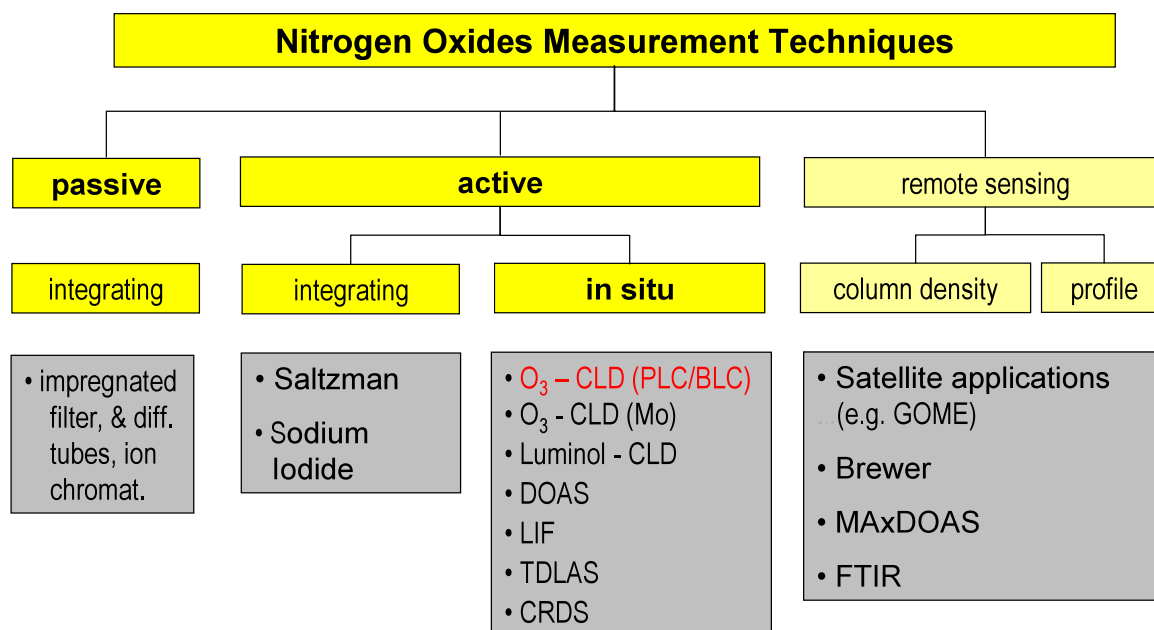 Nitrogen Oxides Measurement Techniques
passive
active
remote sensing
integrating
integrating
in situ
column density
profile
• impregnated
filter, & diff.
tubes, ion
chromat.
• Saltzman
• Sodium
Iodide
• O₃ – CLD (PLC/BLC)
• O₃ - CLD (Mo)
• Luminol - CLD
• DOAS
• LIF
• TDLAS
• CRDS
• Satellite applications
...(e.g. GOME)
• Brewer
• MAxDOAS
• FTIR